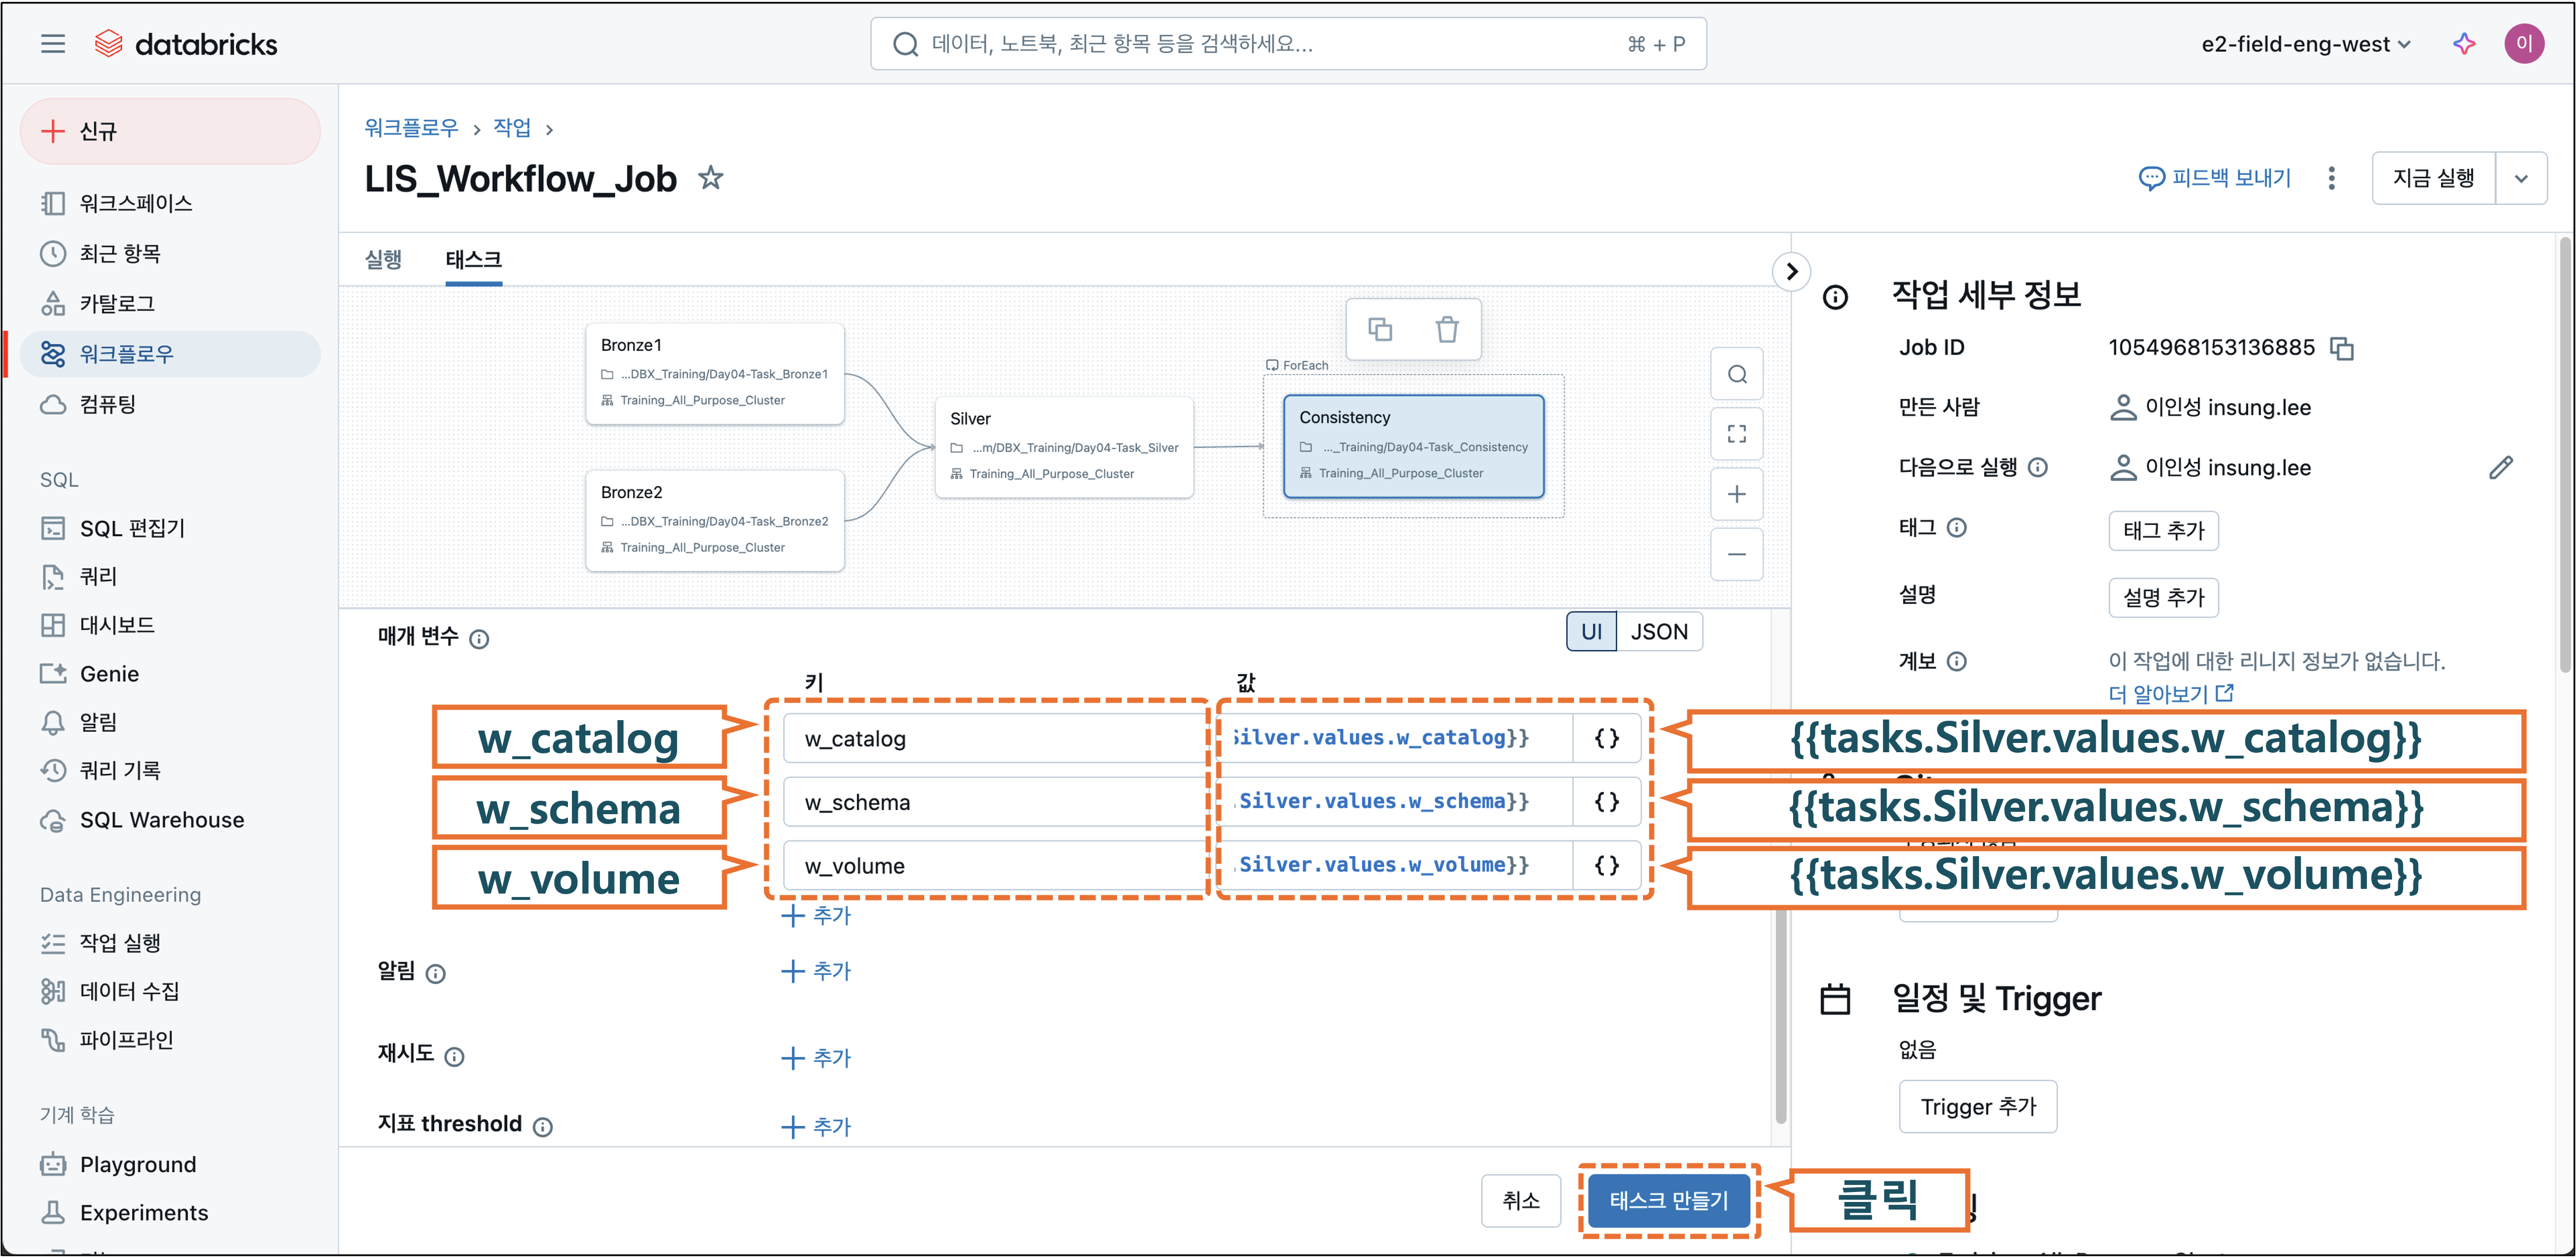 databricks
데이터, 노트북, 최근 항목 등을 검색하세요...
⌘ + P
e2-field-eng-west
이
신규
워크스페이스
최근 항목
카탈로그
워크플로우
컴퓨팅
SQL
SQL 편집기
쿼리
대시보드
Genie
알림
쿼리 기록
SQL Warehouse
Data Engineering
작업 실행
데이터 수집
파이프라인
기계 학습
Playground
Experiments
워크플로우 › 작업 ›
LIS_Workflow_Job
피드백 보내기
지금 실행
실행
태스크
Bronze1
...DBX_Training/Day04-Task_Bronze1
Training_All_Purpose_Cluster
Bronze2
...DBX_Training/Day04-Task_Bronze2
Training_All_Purpose_Cluster
Silver
...m/DBX_Training/Day04-Task_Silver
Training_All_Purpose_Cluster
ForEach
Consistency
..._Training/Day04-Task_Consistency
Training_All_Purpose_Cluster
매개 변수
UI
JSON
키
값
w_catalog
w_catalog
Silver.values.w_catalog}}
{}
{{tasks.Silver.values.w_catalog}}
w_schema
w_schema
.Silver.values.w_schema}}
{}
{{tasks.Silver.values.w_schema}}
w_volume
w_volume
.Silver.values.w_volume}}
{}
{{tasks.Silver.values.w_volume}}
+ 추가
알림
+ 추가
재시도
+ 추가
지표 threshold
+ 추가
취소
태스크 만들기
클릭
작업 세부 정보
Job ID
1054968153136885
만든 사람
이인성 insung.lee
다음으로 실행
이인성 insung.lee
태그
태그 추가
설명
설명 추가
계보
이 작업에 대한 리니지 정보가 없습니다.
더 알아보기
일정 및 Trigger
없음
Trigger 추가